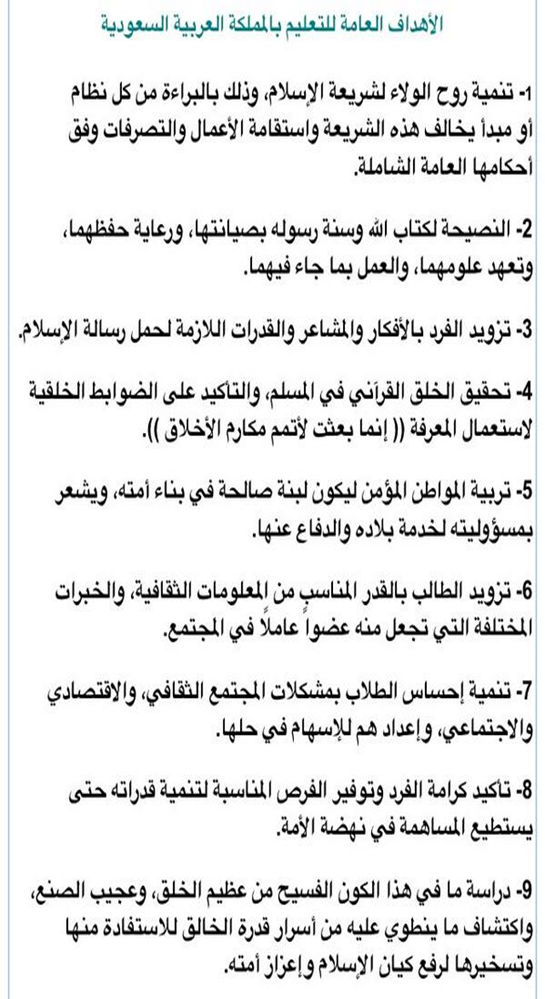 الأهداف العامة للتعليم بالمملكة العربية السعودية
1- تنمية روح الولاء لشريعة الإسلام، وذلك بالبراءة من كل نظام
أو مبدأ يخالف هذه الشريعة واستقامة الأعمال والتصرفات وفق
أحكامها العامة الشاملة.
2- النصيحة لكتاب الله وسنة رسوله بصيانتها، ورعاية حفظهما،
وتعهد علومهما، والعمل بما جاء فيهما.
3- تزويد الفرد بالأفكار والمشاعر والقدرات اللازمة لحمل رسالة الإسلام.
4- تحقيق الخلق القرآني في المسلم، والتأكيد على الضوابط الخلقية
لاستعمال المعرفة (( إنما بعثت لأتمم مكارم الأخلاق )).
5- تربية المواطن المؤمن ليكون لبنة صالحة في بناء أمته، ويشعر
بمسؤوليته لخدمة بلاده والدفاع عنها.
6- تزويد الطالب بالقدر المناسب من المعلومات الثقافية، والخبرات
المختلفة التي تجعل منه عضواً عاملاً في المجتمع.
7- تنمية إحساس الطلاب بمشكلات المجتمع الثقافي، والاقتصادي
والاجتماعي، وإعداد هم للإسهام في حلها.
8- تأكيد كرامة الفرد وتوفير الفرص المناسبة لتنمية قدراته حتى
يستطيع المساهمة في نهضة الأمة.
9- دراسة ما في هذا الكون الفسيح من عظيم الخلق، وعجيب الصنع،
واكتشاف ما ينطوي عليه من أسرار قدرة الخالق للاستفادة منها
وتسخيرها لرفع كيان الإسلام وإعزاز أمته.